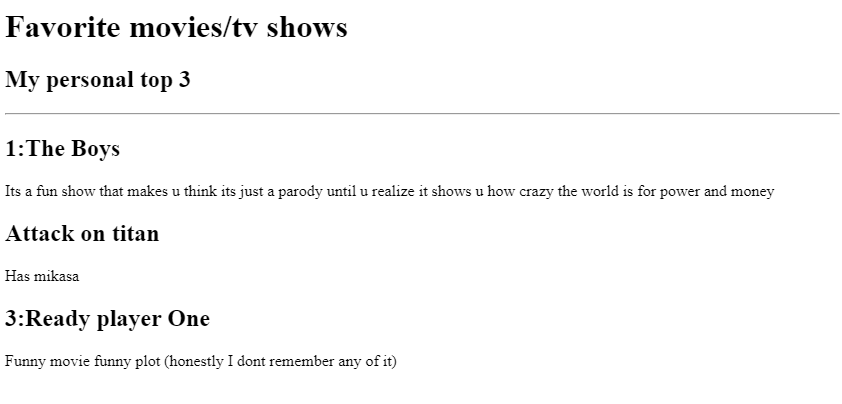 Favorite movies/tv shows
My personal top 3
1:The Boys
Its a fun show that makes u think its just a parody until u realize it shows u how crazy the world is for power and money
Attack on titan
Has mikasa
3:Ready player One
Funny movie funny plot (honestly I dont remember any of it)